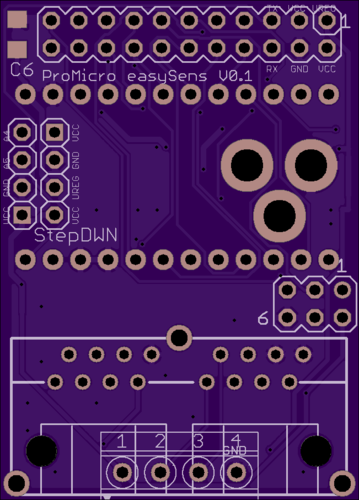 TX VCC VREG
1
C6
RX GND VCC
ProMicro easySens V0.1
A4 VCC
A5 GND
GND VREG
VCC VCC
StepDWN
1
6
1 2 3 4
GND